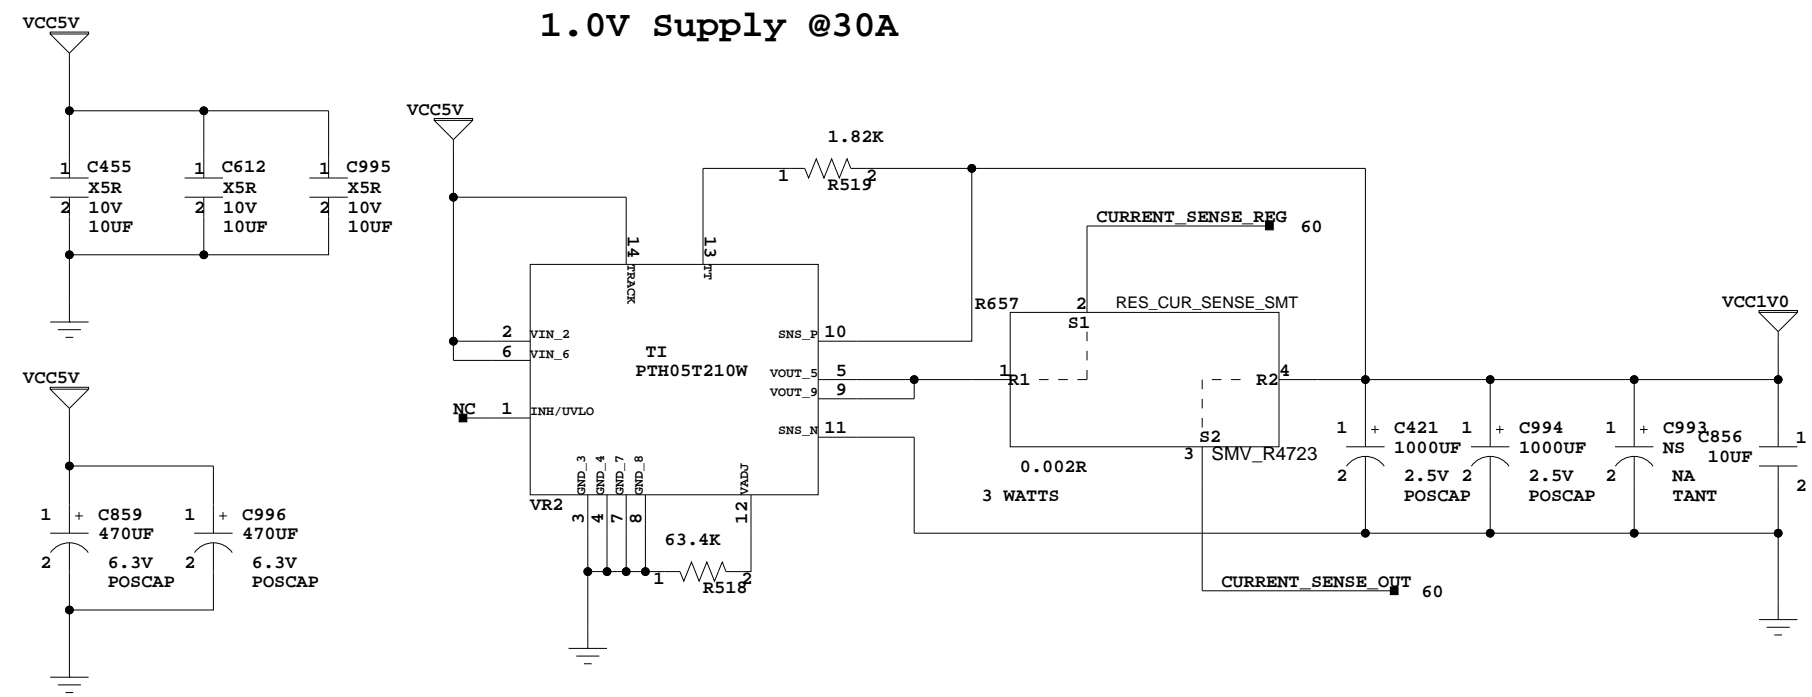 1.0V Supply @30A
VCC5V
1 C455
X5R
2 10V
10UF
1 C612
X5R
2 10V
10UF
1 C995
X5R
2 10V
10UF
VCC5V
1 + C859
470UF
2 6.3V
POSCAP
1 + C996
470UF
2 6.3V
POSCAP
VCC5V
1.82K
1 2
R519
14
TRACK
13
TT
2 VIN_2
6 VIN_6
NC 1 INH/UVLO
TI
PTH05T210W
SNS_P 10
VOUT_5 5
VOUT_9 9
SNS_N 11
GND_3
GND_4
GND_7
GND_8
VADJ
VR2
3
4
7
8
12
63.4K
1 2
R518
CURRENT_SENSE_REG 60
R657 2 RES_CUR_SENSE_SMT
S1
1 R1
R2 4
S2
3 SMV_R4723
0.002R
3 WATTS
CURRENT_SENSE_OUT 60
VCC1V0
1 + C421
1000UF
2 2.5V
POSCAP
1 + C994
1000UF
2 2.5V
POSCAP
1 + C993
NS
2 NA
TANT
C856 1
10UF
2